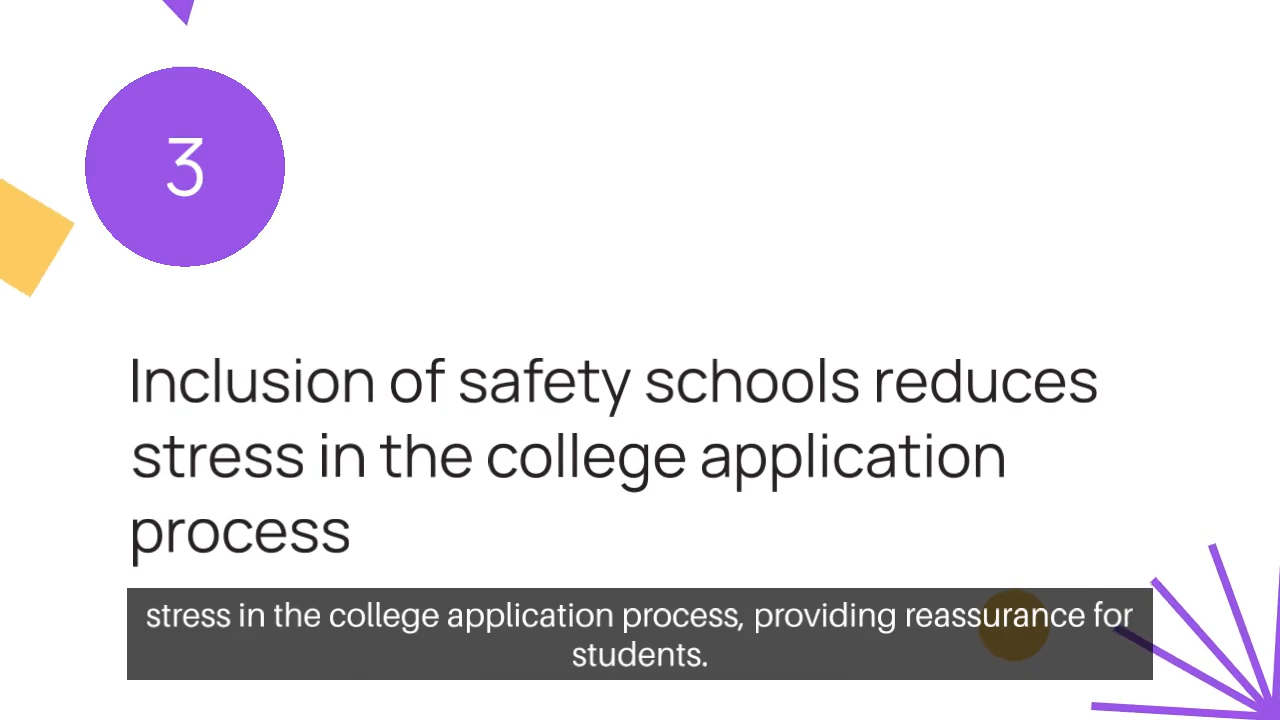 3
Inclusion of safety schools reduces
stress in the college application
process
stress in the college application process, providing reassurance for
students.